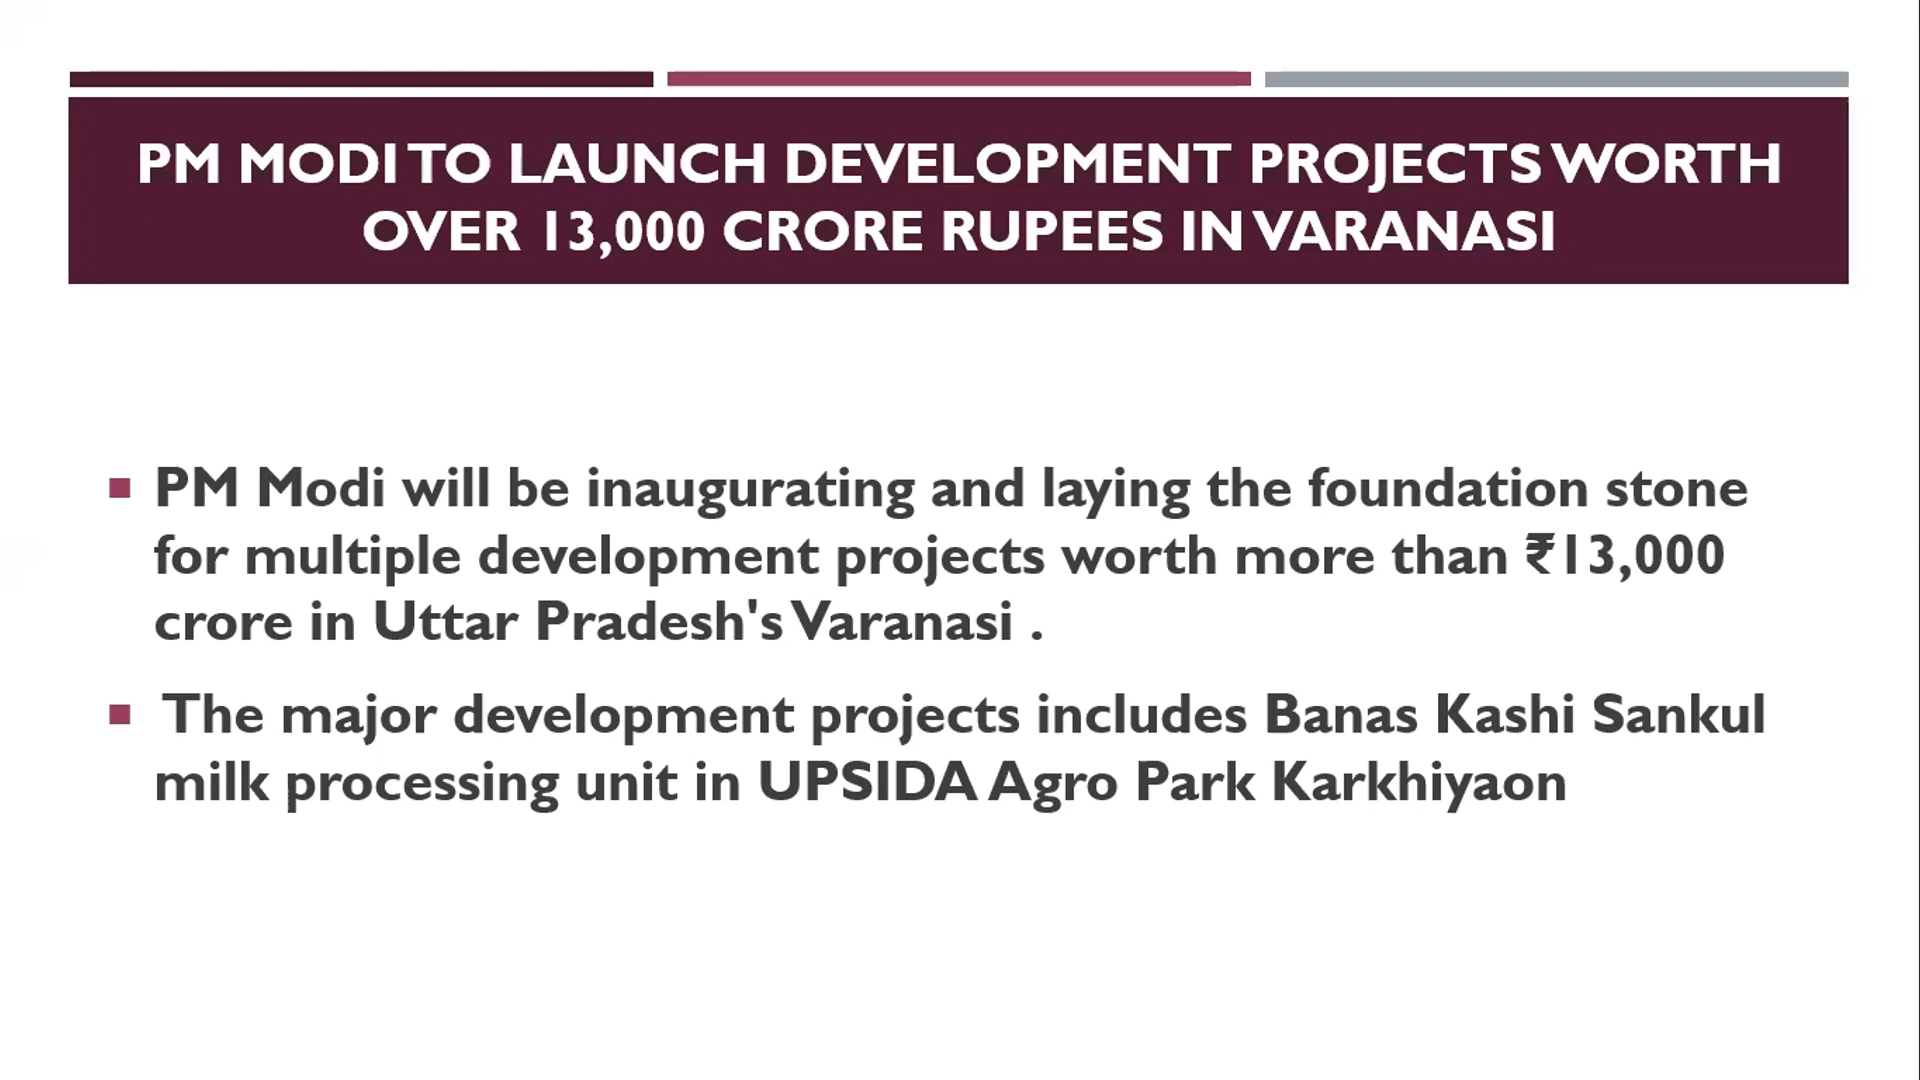 PM MODI TO LAUNCH DEVELOPMENT PROJECTS WORTH
OVER 13,000 CRORE RUPEES IN VARANASI
PM Modi will be inaugurating and laying the foundation stone
for multiple development projects worth more than ₹13,000
crore in Uttar Pradesh's Varanasi .
The major development projects includes Banas Kashi Sankul
milk processing unit in UPSIDA Agro Park Karkhiyaon